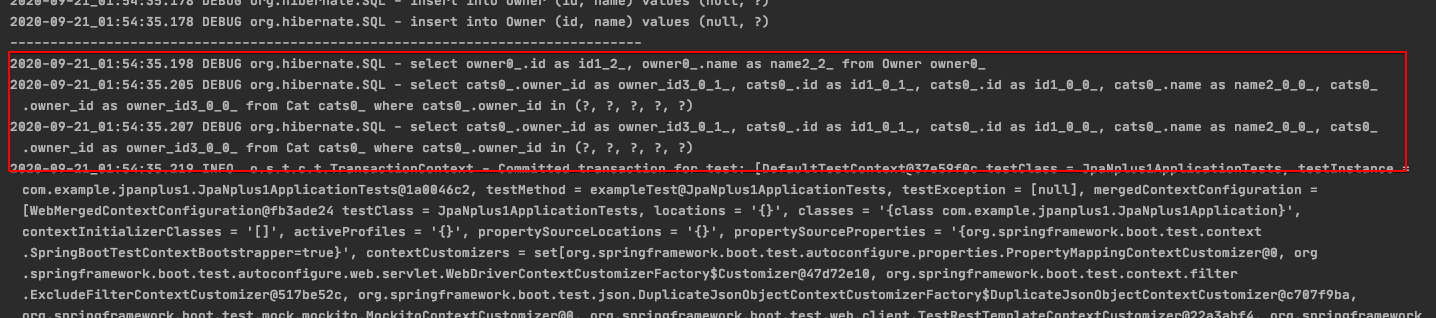 2020-09-21_01:54:35.178 DEBUG org.hibernate.SQL - insert into Owner (id, name) values (null, ?)
2020-09-21_01:54:35.178 DEBUG org.hibernate.SQL - insert into Owner (id, name) values (null, ?)
-------------------------------------------------------------------------------
2020-09-21_01:54:35.198 DEBUG org.hibernate.SQL - select owner0_.id as id1_2_, owner0_.name as name2_2_ from Owner owner0_
2020-09-21_01:54:35.205 DEBUG org.hibernate.SQL - select cats0_.owner_id as owner_id3_0_1_, cats0_.id as id1_0_1_, cats0_.id as id1_0_0_, cats0_.name as name2_0_0_, cats0_
.owner_id as owner_id3_0_0_ from Cat cats0_ where cats0_.owner_id in (?, ?, ?, ?, ?)
2020-09-21_01:54:35.207 DEBUG org.hibernate.SQL - select cats0_.owner_id as owner_id3_0_1_, cats0_.id as id1_0_1_, cats0_.id as id1_0_0_, cats0_.name as name2_0_0_, cats0_
.owner_id as owner_id3_0_0_ from Cat cats0_ where cats0_.owner_id in (?, ?, ?, ?, ?)
2020-09-21_01:54:35.219 INFO  o.s.t.c.t.TransactionContext - Committed transaction for test: [DefaultTestContext@37e59f0c testClass = JpaNplus1ApplicationTests, testInstance =
com.example.jpanplus1.JpaNplus1ApplicationTests@1a0046c2, testMethod = exampleTest@JpaNplus1ApplicationTests, testException = [null], mergedContextConfiguration =
[WebMergedContextConfiguration@fb3ade24 testClass = JpaNplus1ApplicationTests, locations = '{}', classes = '{class com.example.jpanplus1.JpaNplus1Application}',
contextInitializerClasses = '[]', activeProfiles = '{}', propertySourceLocations = '{}', propertySourceProperties = '{org.springframework.boot.test.context
.SpringBootTestContextBootstrapper=true}', contextCustomizers = set[org.springframework.boot.test.autoconfigure.properties.PropertyMappingContextCustomizer@0, org
.springframework.boot.test.autoconfigure.web.servlet.WebDriverContextCustomizerFactory$Customizer@47d72e10, org.springframework.boot.test.context.filter
.ExcludeFilterContextCustomizer@517be52c, org.springframework.boot.test.json.DuplicateJsonObjectContextCustomizerFactory$DuplicateJsonObjectContextCustomizer@c707f9ba,
org.springframework.boot.test.mock.mockito.MockitoContextCustomizer@0, org.springframework.boot.test.web.client.TestRestTemplateContextCustomizer@22a3abf4, org.springframework